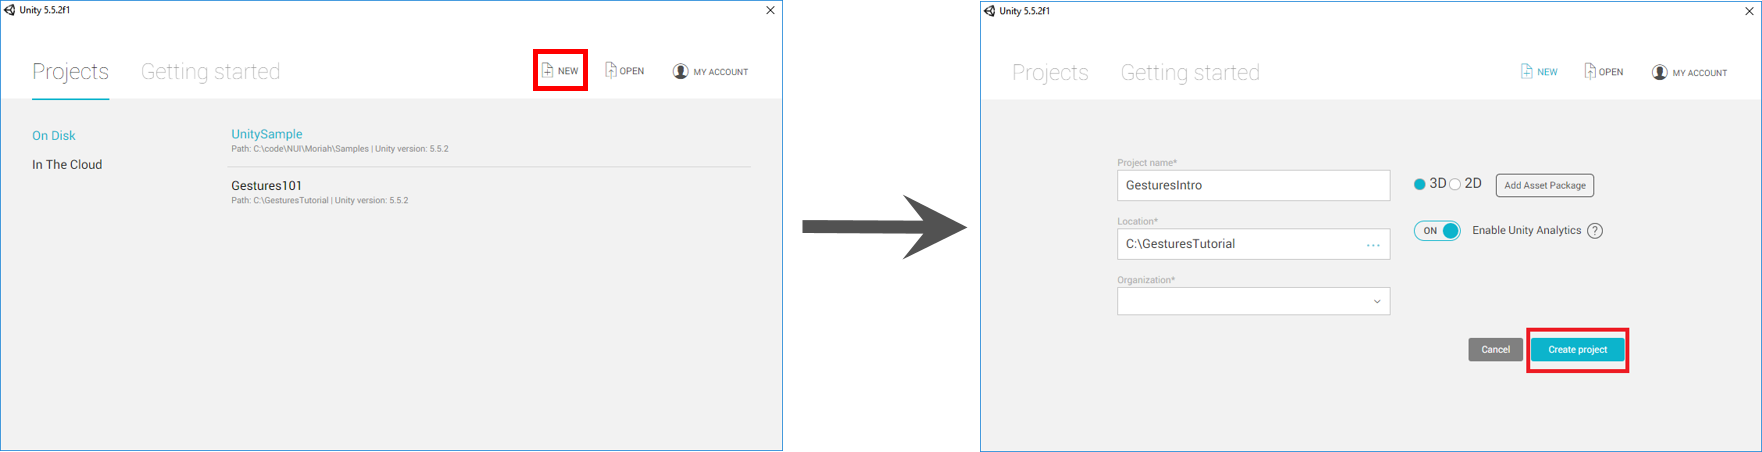 Unity 5.5.2f1
Projects Getting started NEW OPEN MY ACCOUNT
On Disk
In The Cloud
UnitySample
Path: C:\code\NUI\Moriah\Samples | Unity version: 5.5.2
Gestures101
Path: C:\GesturesTutorial | Unity version: 5.5.2
Unity 5.5.2f1
Projects Getting started NEW OPEN MY ACCOUNT
Project name*
GesturesIntro
3D 2D Add Asset Package
Location*
C:\GesturesTutorial ...
ON Enable Unity Analytics ?
Organization*
Cancel Create project